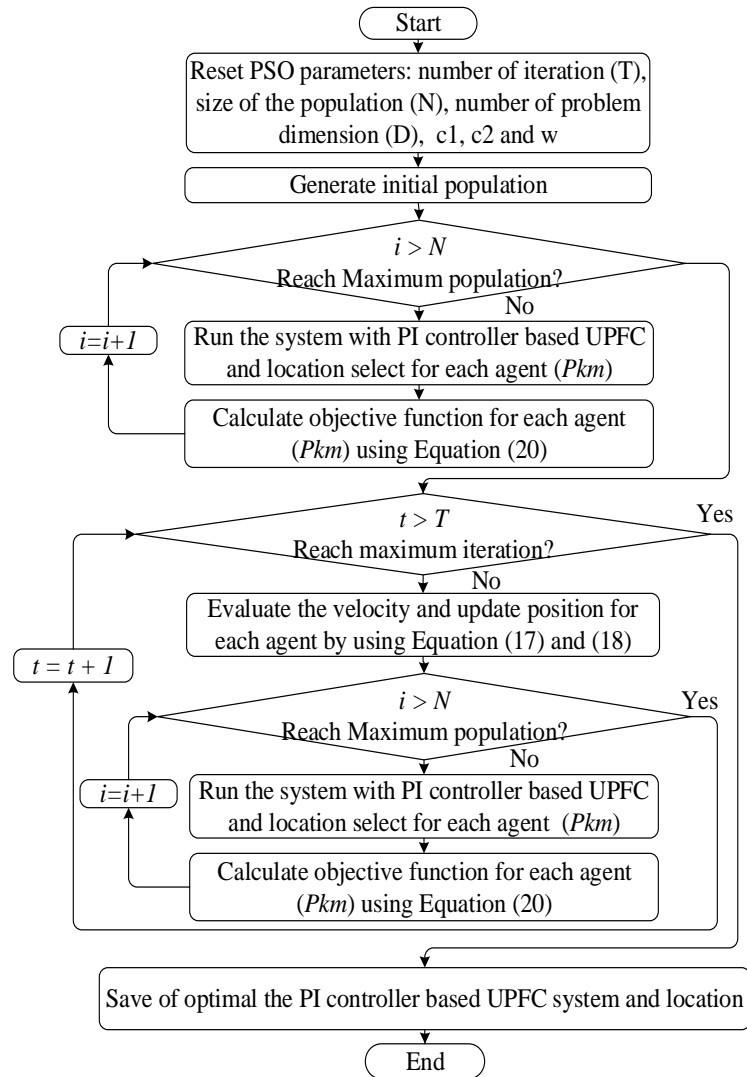 Start
Reset PSO parameters: number of iteration (T),
size of the population (N), number of problem
dimension (D),  c1, c2 and w
Generate initial population
i > N
Reach Maximum population?
No
i=i+1
Run the system with PI controller based UPFC
and location select for each agent (Pkm)
Calculate objective function for each agent
(Pkm) using Equation (20)
t > T
Yes
Reach maximum iteration?
No
Evaluate the velocity and update position for
each agent by using Equation (17) and (18)
t = t + 1
i > N
Yes
Reach Maximum population?
No
i=i+1
Run the system with PI controller based UPFC
and location select for each agent  (Pkm)
Calculate objective function for each agent
(Pkm) using Equation (20)
Save of optimal the PI controller based UPFC system and location
End